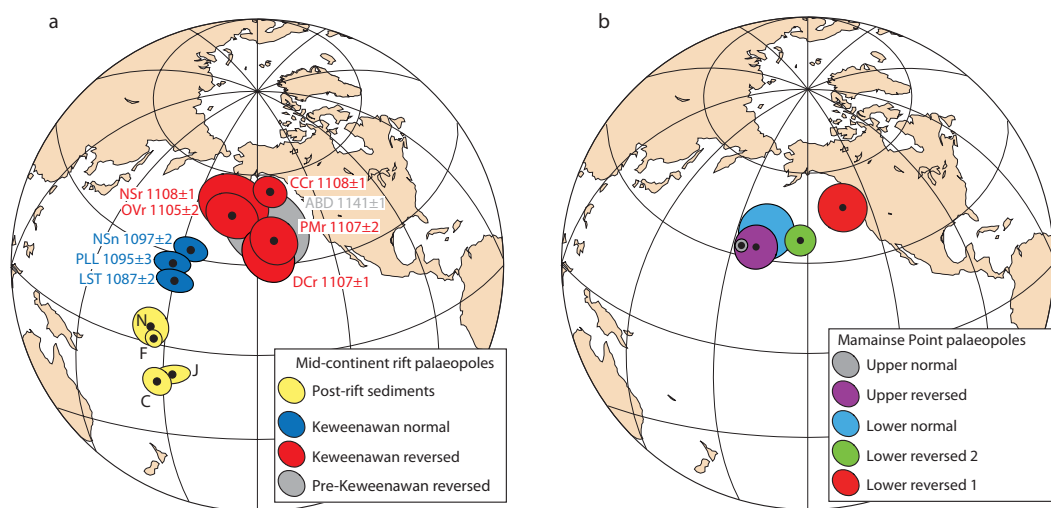 a
NSr 1108±1
OVr 1105±2
CCr 1108±1
ABD 1141±1
PMr 1107±2
NSn 1097±2
PLL 1095±3
LST 1087±2
DCr 1107±1
N
F
J
C
Mid-continent rift palaeopoles
Post-rift sediments
Keweenawan normal
Keweenawan reversed
Pre-Keweenawan reversed
b
Mamainse Point palaeopoles
Upper normal
Upper reversed
Lower normal
Lower reversed 2
Lower reversed 1